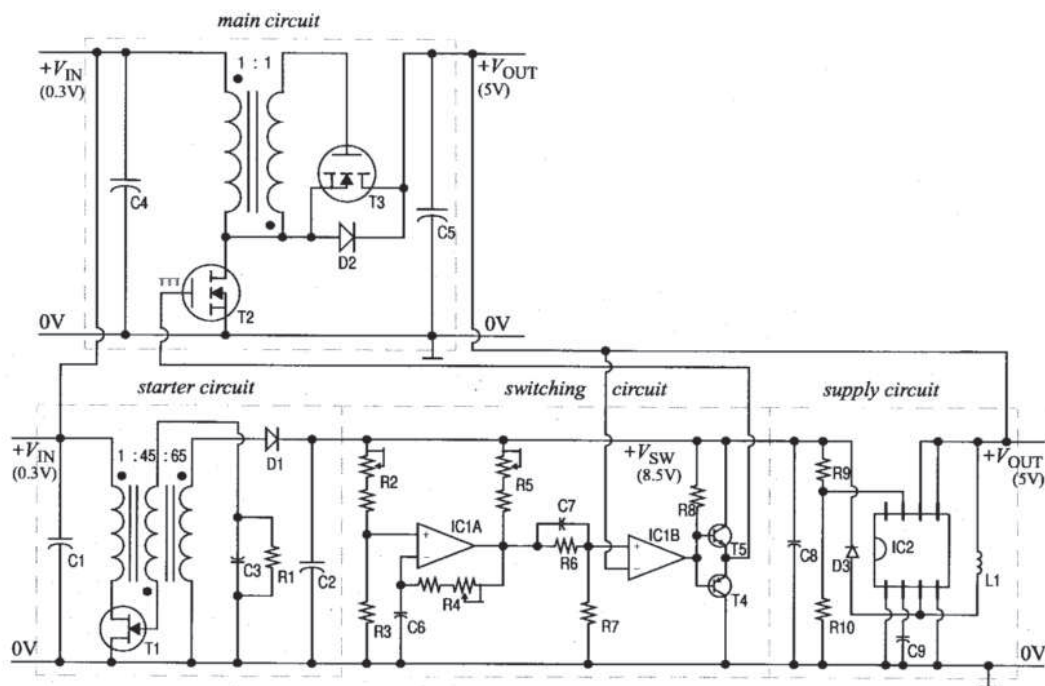 main circuit
+VIN
(0.3V)
1 : 1
+VOUT
(5V)
C4
T3
D2
C5
T2
0V
0V
starter circuit
switching circuit
supply circuit
+VIN
(0.3V)
1 : 45 : 65
D1
+VSW
(8.5V)
+VOUT
(5V)
R2
R5
R8
R9
C7
IC1A
IC1B
T5
IC2
C1
C3
R1
C2
R6
C8
D3
L1
R4
T4
T1
R3
C6
R7
R10
C9
0V
0V